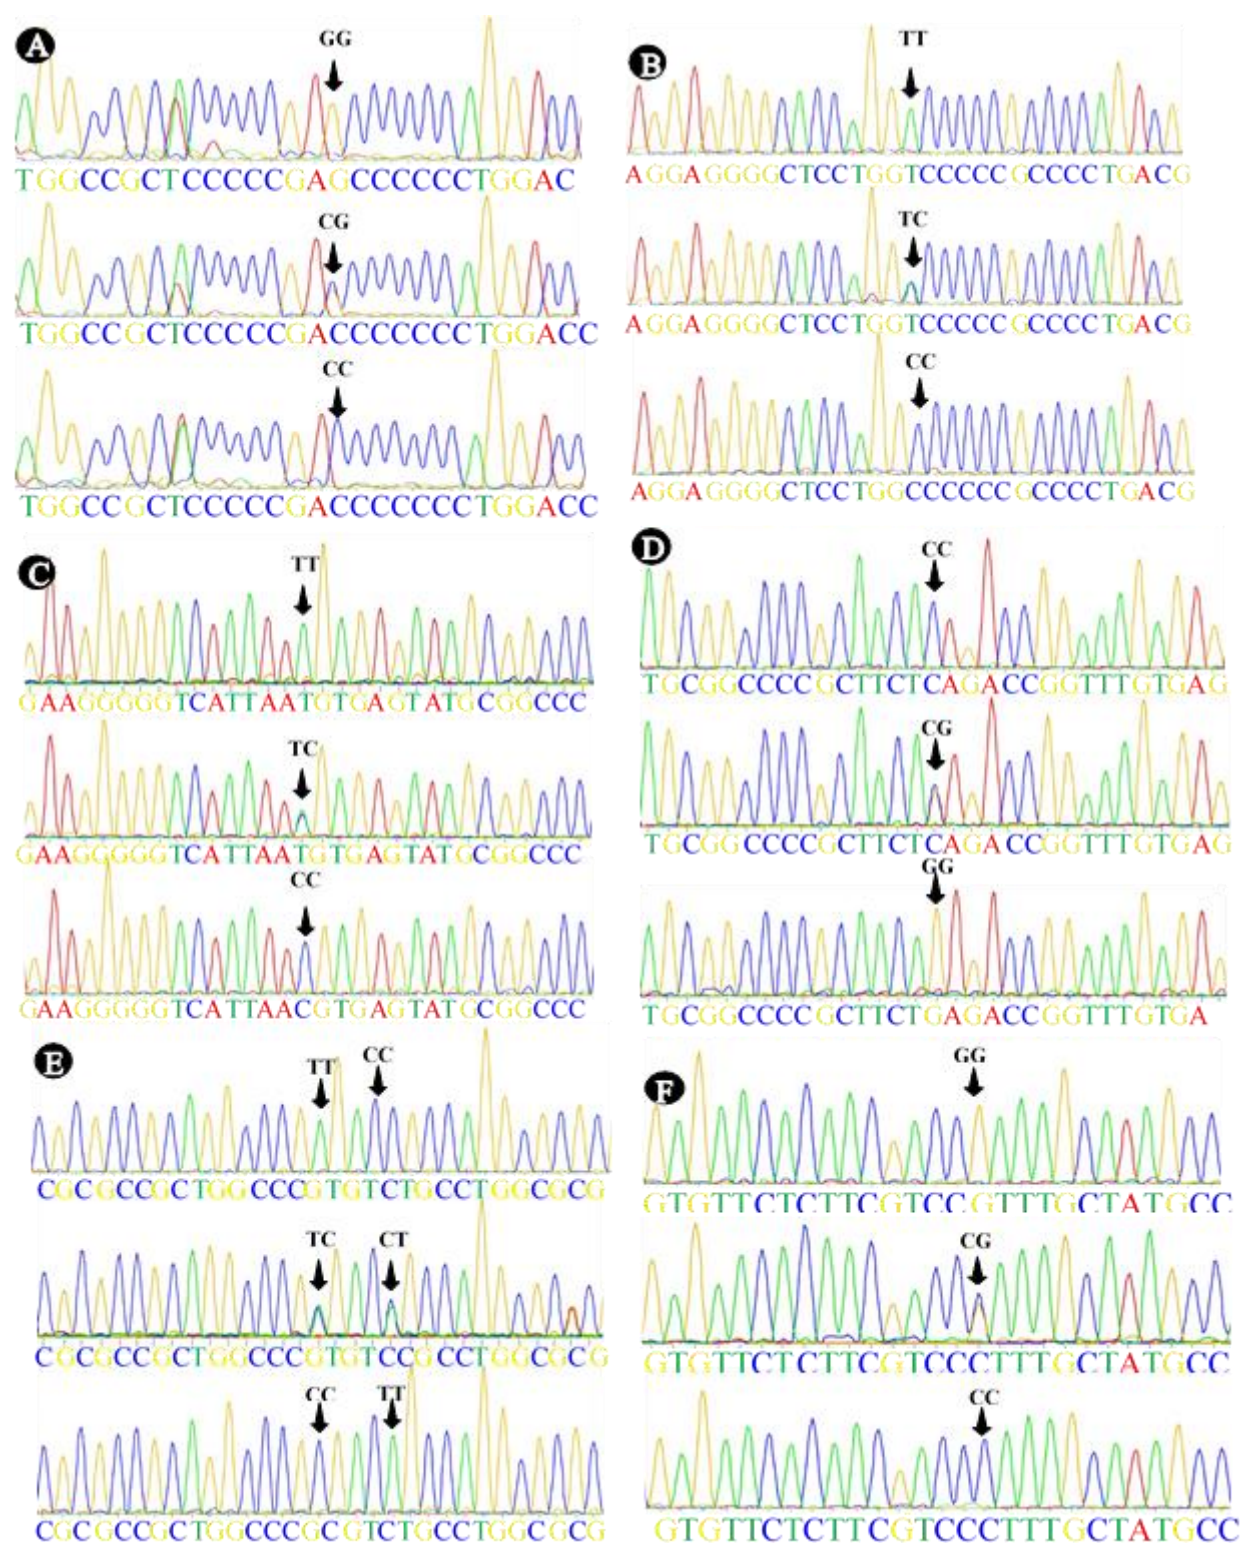 A
GG
TGGCCGCTCCCCCGAGCCCCCCTGGAC
CG
TGGCCGCTCCCCCGACCCCCCCTGGACC
CC
TGGCCGCTCCCCCGACCCCCCCTGGACC
B
TT
AGGAGGGGCTCCTGGTCCCCCGCCCCTGACG
TC
AGGAGGGGCTCCTGGTCCCCCGCCCCTGACG
CC
AGGAGGGGCTCCTGGCCCCCCGCCCCTGACG
C
TT
GAAGGGGGTCATTAATGTGAGTATGCGGCCC
TC
GAAGGGGGTCATTAATGTGAGTATGCGGCCC
CC
GAAGGGGGTCATTAACGTGAGTATGCGGCCC
D
CC
TGCGGCCCCGCTTCTCAGACCGGTTTGTGAG
CG
TGCGGCCCCGCTTCTCAGACCGGTTTGTGAG
GG
TGCGGCCCCGCTTCTGAGACCGGTTTGTGA
E
TT CC
CGCGCCGCTGGCCCGTGTCTGCCTGGCGCG
TC CT
CGCGCCGCTGGCCCGTGTCCGCCTGGCGCG
CC TT
CGCGCCGCTGGCCCGCGTCTGCCTGGCGCG
F
GG
GTGTTCTCTTCGTCCGTTTGCTATGCC
CG
GTGTTCTCTTCGTCCCTTTGCTATGCC
CC
GTGTTCTCTTCGTCCCTTTGCTATGCC